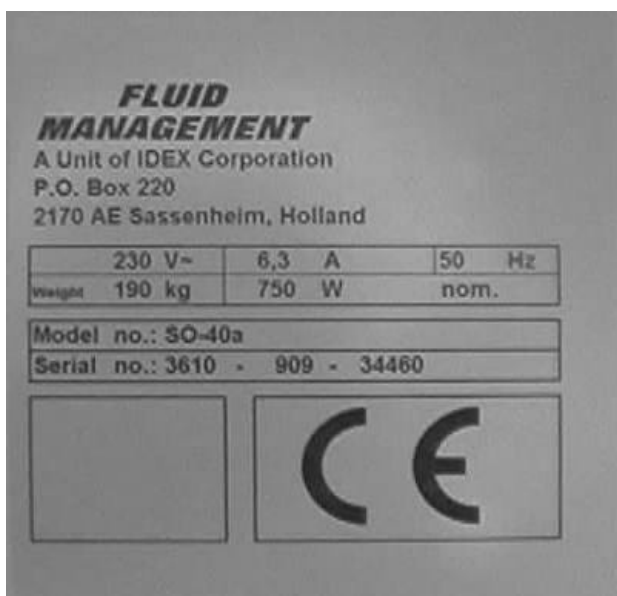 FLUID
MANAGEMENT
A Unit of IDEX Corporation
P.O. Box 220
2170 AE Sassenheim, Holland
230 V~ 6,3 A 50 Hz
Weight 190 kg 750 W nom.
Model no.: SO-40a
Serial no.: 3610 - 909 - 34460
CE